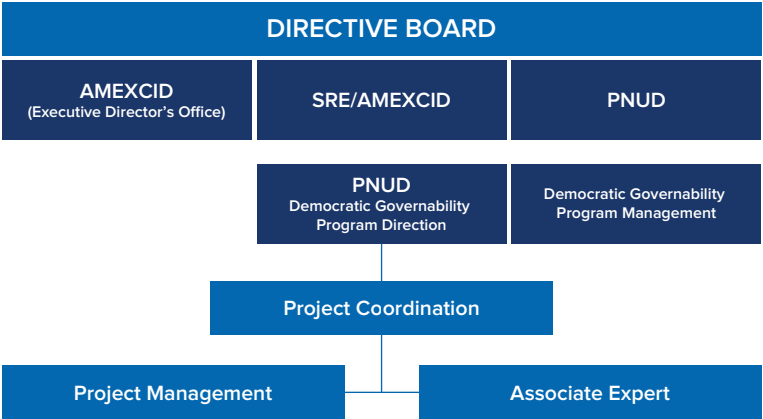 DIRECTIVE BOARD
AMEXCID
(Executive Director's Office)
SRE/AMEXCID
PNUD
PNUD
Democratic Governability
Program Direction
Democratic Governability
Program Management
Project Coordination
Project Management
Associate Expert